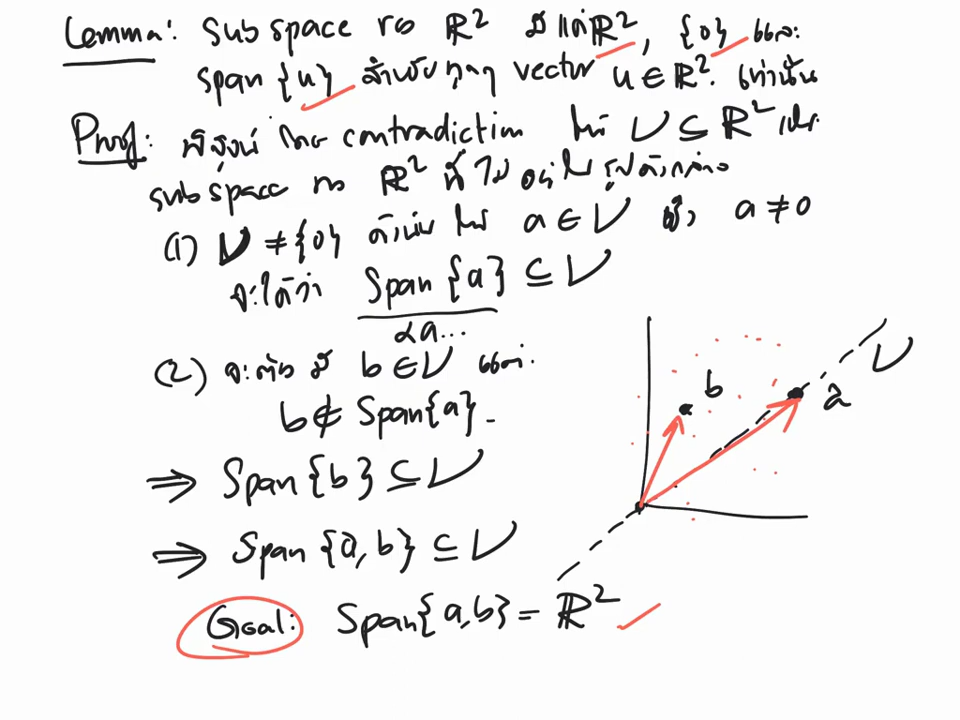 Lemma: subspace ของ ℝ² มีแค่ ℝ², {0} และ
span {u} สำหรับทุกๆ vector u ∈ ℝ². เท่านั้น
Proof: พิสูจน์โดย contradiction ให้ V ⊆ ℝ² เป็น
subspace ของ ℝ² ที่ไม่อยู่ในรูปดังกล่าว
(1) V ≠ {0} ดังนั้น ให้ a ∈ V ซึ่ง a ≠ 0
จะได้ว่า Span {a} ⊆ V
αa...
(2) จะต้องมี b ∈ V แต่
b ∉ Span{a}.
⇒ Span {b} ⊆ V
⇒ Span {a, b} ⊆ V
Goal: Span{a,b} = ℝ²
b
a
V